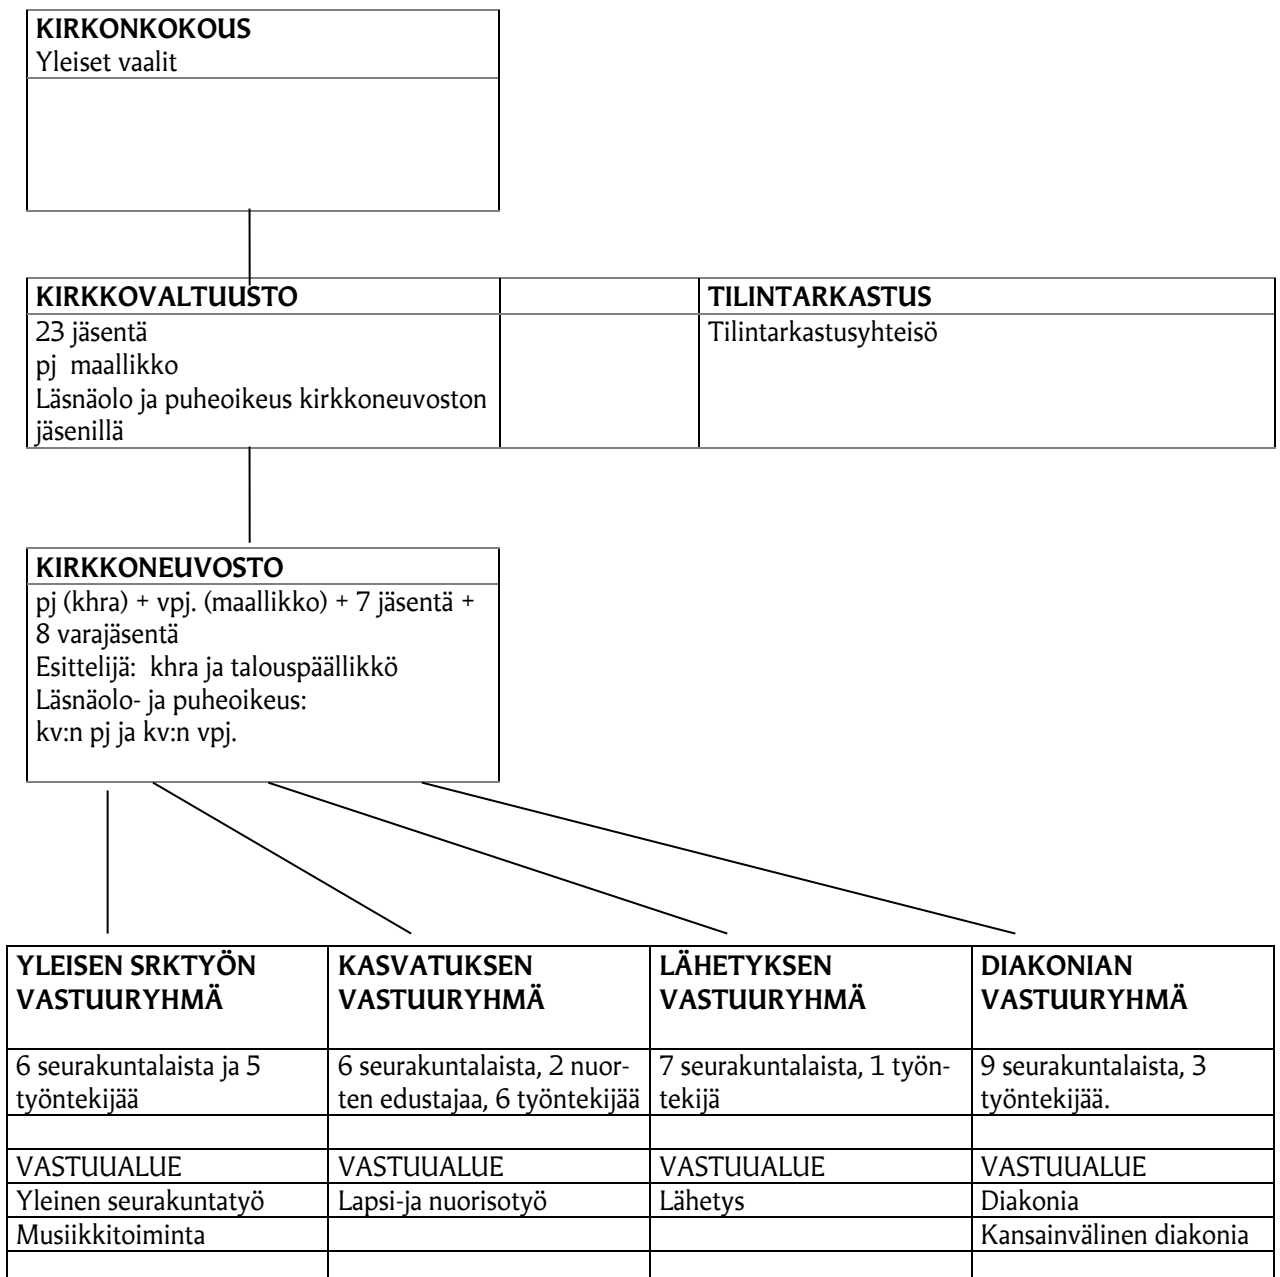 KIRKONKOKOUS
Yleiset vaalit
KIRKKOVALTUUSTO
23 jäsentä
pj maallikko
Läsnäolo ja puheoikeus kirkkoneuvoston
jäsenillä
TILINTARKASTUS
Tilintarkastusyhteisö
KIRKKONEUVOSTO
pj (khra) + vpj. (maallikko) + 7 jäsentä +
8 varajäsentä
Esittelijä: khra ja talouspäällikkö
Läsnäolo- ja puheoikeus:
kv:n pj ja kv:n vpj.
YLEISEN SRKTYÖN
VASTUURYHMÄ
6 seurakuntalaista ja 5
työntekijää
VASTUUALUE
Yleinen seurakuntatyö
Musiikkitoiminta
KASVATUKSEN
VASTUURYHMÄ
6 seurakuntalaista, 2 nuor-
ten edustajaa, 6 työntekijää
VASTUUALUE
Lapsi-ja nuorisotyö
LÄHETYKSEN
VASTUURYHMÄ
7 seurakuntalaista, 1 työn-
tekijä
VASTUUALUE
Lähetys
DIAKONIAN
VASTUURYHMÄ
9 seurakuntalaista, 3
työntekijää.
VASTUUALUE
Diakonia
Kansainvälinen diakonia